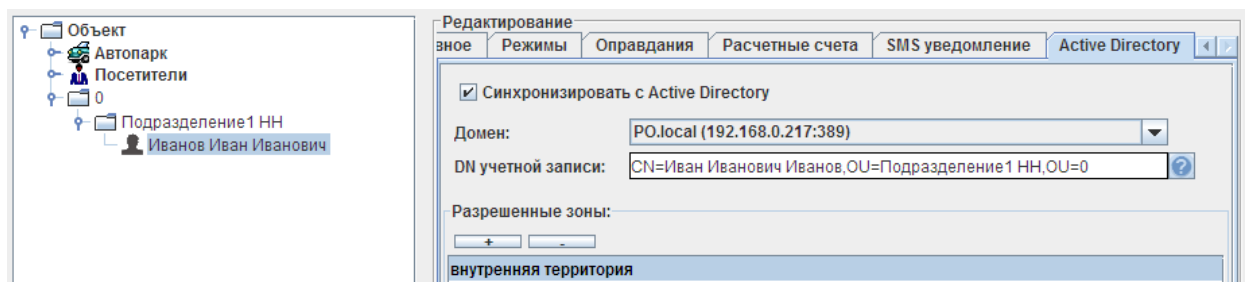 Объект
Автопарк
Посетители
0
Подразделение1 НН
Иванов Иван Иванович
Редактирование
вное Режимы Оправдания Расчетные счета SMS уведомление Active Directory
Синхронизировать с Active Directory
Домен: PO.local (192.168.0.217:389)
DN учетной записи: CN=Иван Иванович Иванов,OU=Подразделение1 НН,OU=0 ?
Разрешенные зоны:
+ -
внутренняя территория